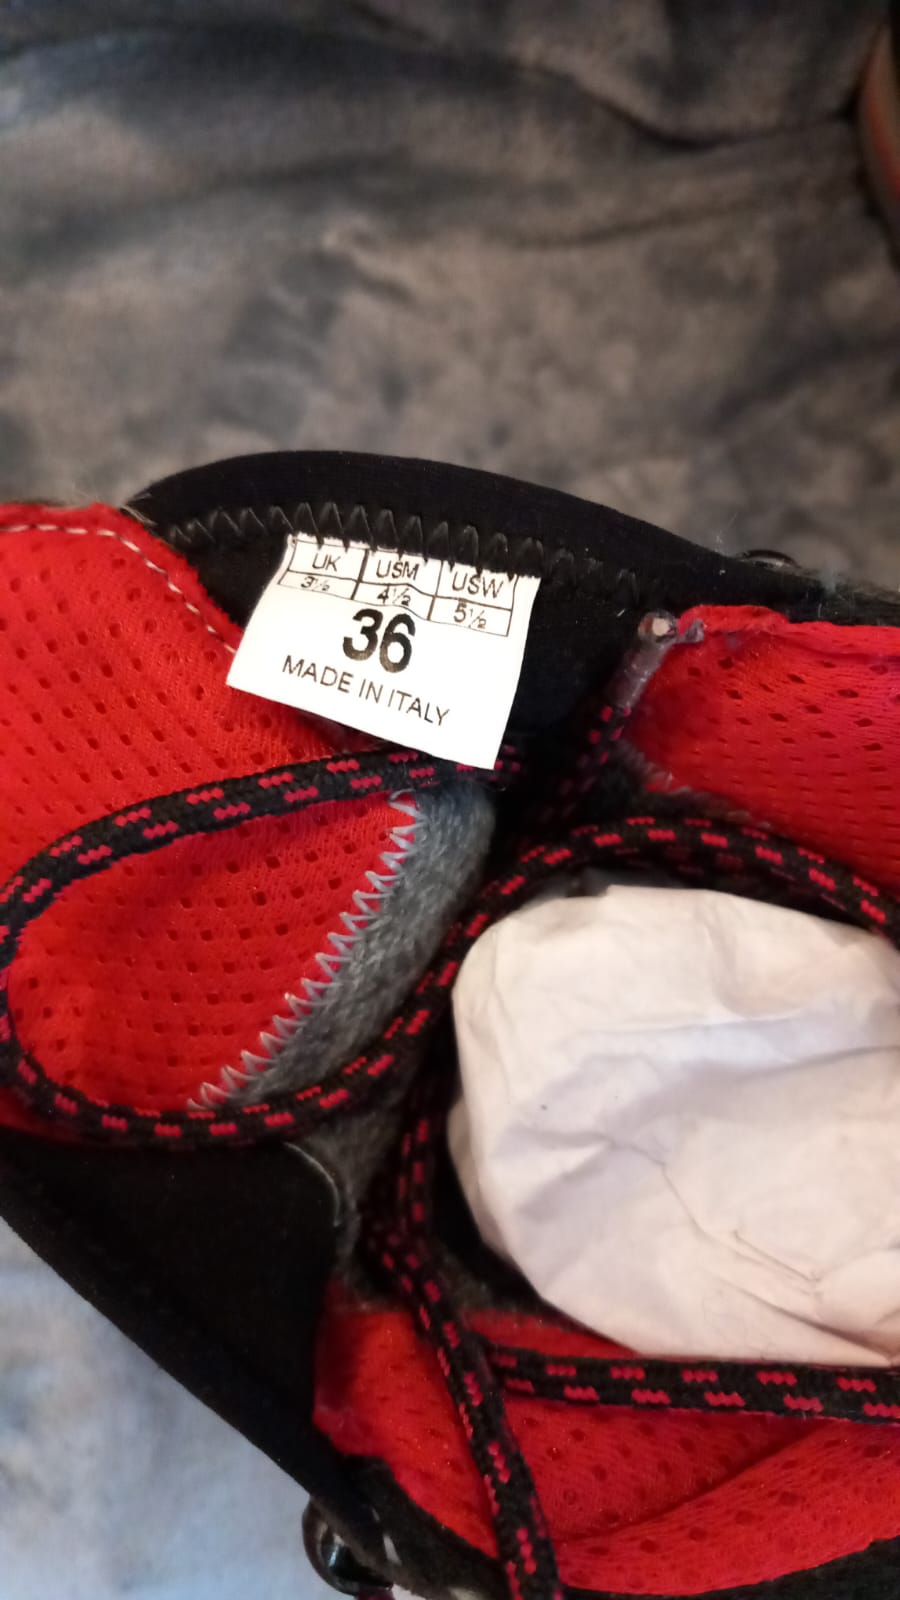 UK USM USW
3½ 4½ 5½
36
MADE IN ITALY